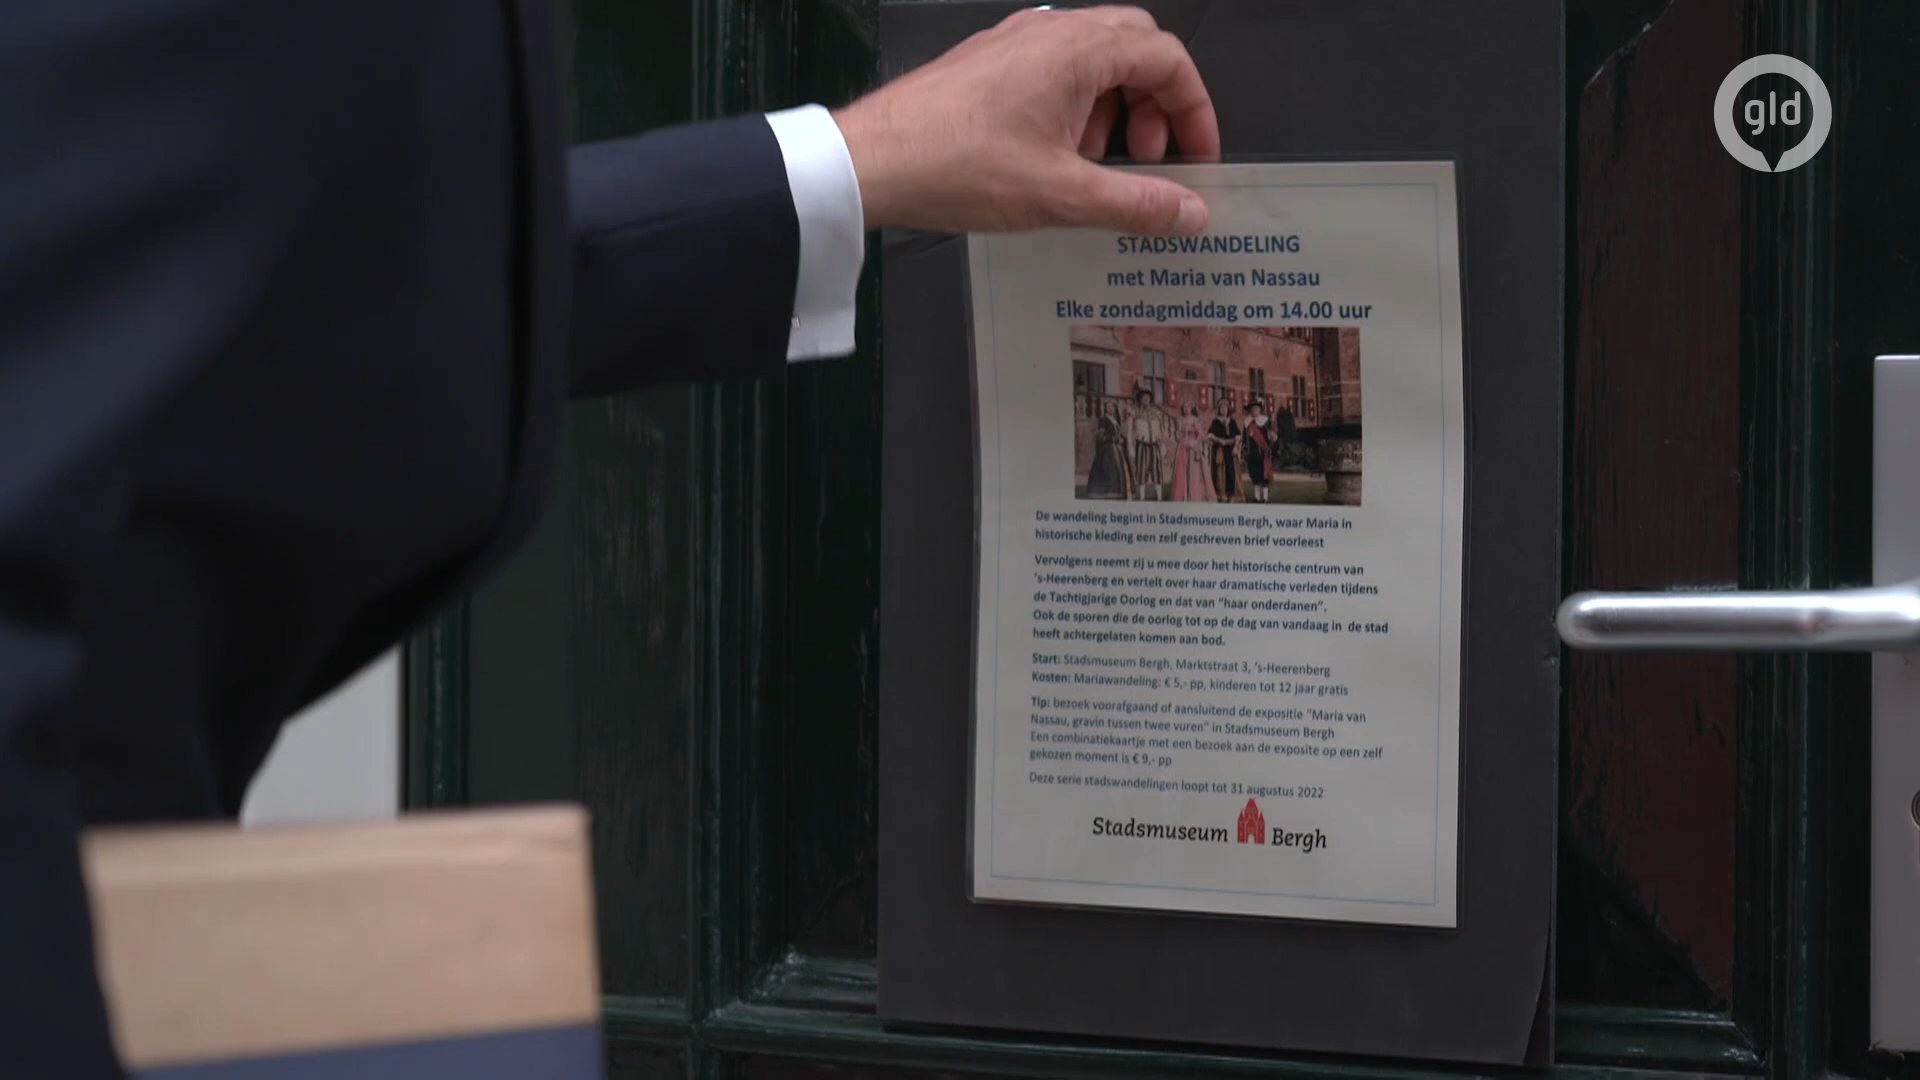 gld
STADSWANDELING
met Maria van Nassau
Elke zondagmiddag om 14.00 uur
De wandeling begint in Stadsmuseum Bergh, waar Maria in
historische kleding een zelf geschreven brief voorleest
Vervolgens neemt zij u mee door het historische centrum van
's-Heerenberg en vertelt over haar dramatische verleden tijdens
de Tachtigjarige Oorlog en dat van "haar onderdanen".
Ook de sporen die de oorlog tot op de dag van vandaag in de stad
heeft achtergelaten komen aan bod.
Start: Stadsmuseum Bergh, Marktstraat 3, 's-Heerenberg
Kosten: Mariawandeling: € 5,- pp, kinderen tot 12 jaar gratis
Tip: bezoek voorafgaand of aansluitend de expositie "Maria van
Nassau, gravin tussen twee vuren" in Stadsmuseum Bergh
Een combinatiekaartje met een bezoek aan de exposite op een zelf
gekozen moment is € 9,- pp
Deze serie stadswandelingen loopt tot 31 augustus 2022
Stadsmuseum Bergh